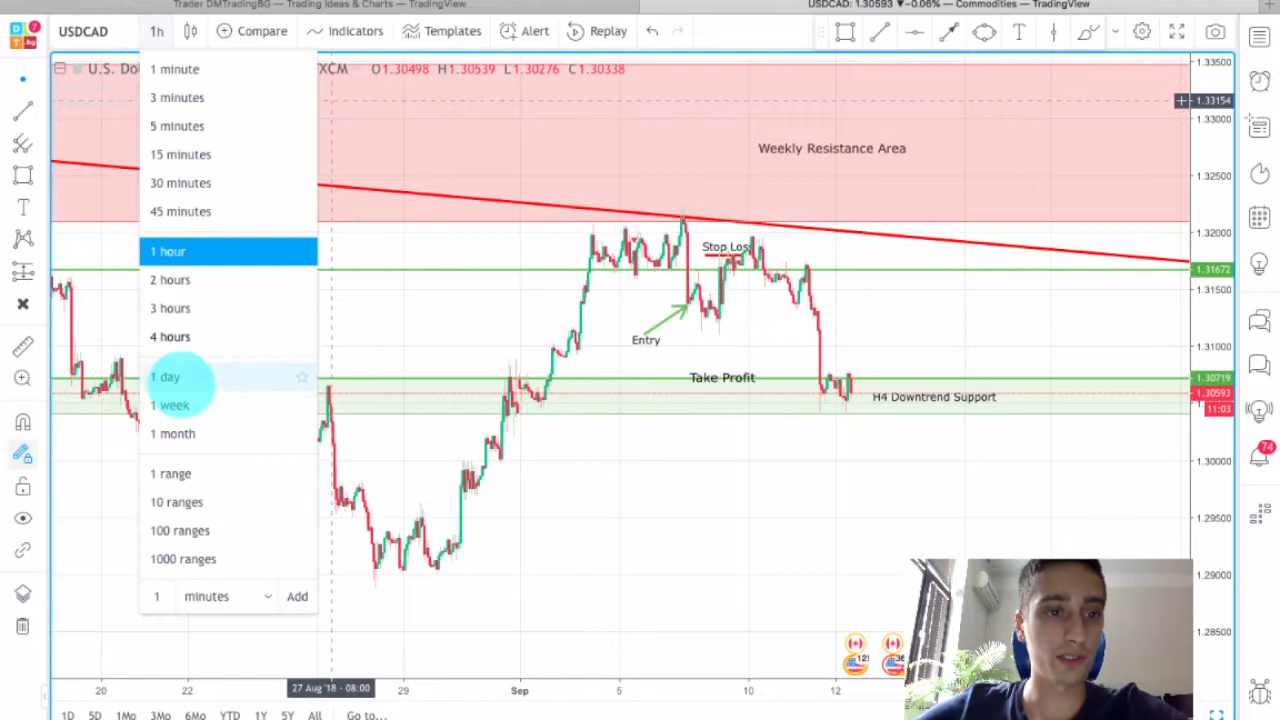 Trader DMTradingBG — Trading Ideas & Charts — TradingView
USDCAD: 1.30593 ▼-0.06% — Commodities — TradingView
D T bg 7
USDCAD
1h
Compare
Indicators
Templates
Alert
Replay
U.S. Do
XCM
O1.30498 H1.30539 L1.30276 C1.30338
1 minute
3 minutes
5 minutes
15 minutes
30 minutes
45 minutes
1 hour
2 hours
3 hours
4 hours
1 day
1 week
1 month
1 range
10 ranges
100 ranges
1000 ranges
1 minutes Add
Weekly Resistance Area
Stop Loss
Entry
Take Profit
H4 Downtrend Support
1.33500
1.33154
1.33000
1.32500
1.32000
1.31672
1.31500
1.31000
1.30719
1.30593
11:03
1.30000
1.29500
1.29000
1.28500
74
20
22
27 Aug '18 - 08:00
29
Sep
5
10
12
1D 5D 1Mo 3Mo 6Mo YTD 1Y 5Y All Go to...